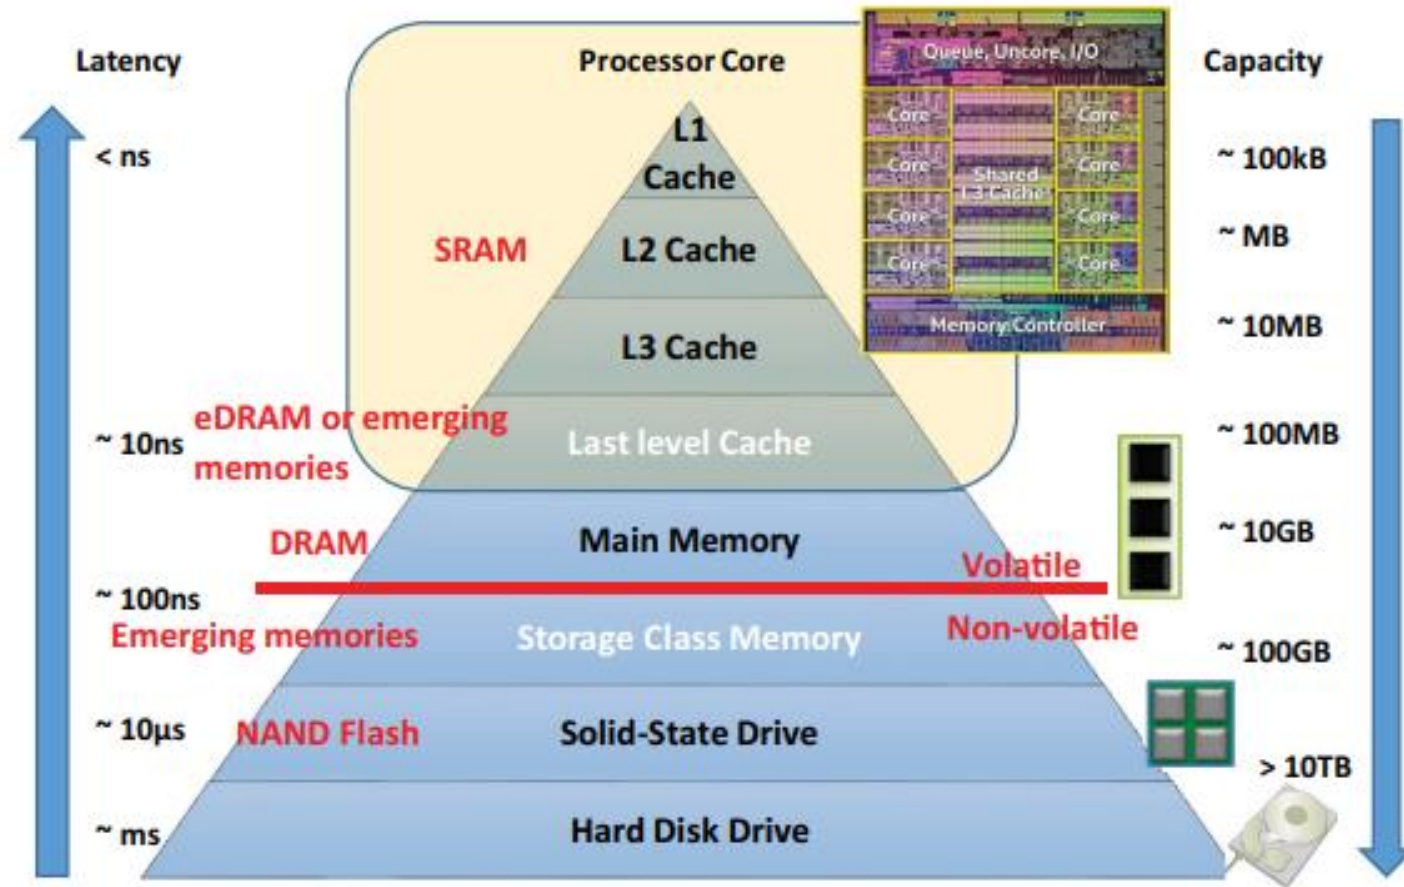 Latency
Processor Core
Capacity
Queue, Uncore, I/O
Core
Core
Core
Core
Core
Core
Core
Core
Shared
L3 Cache
Memory Controller
< ns
~ 10ns
~ 100ns
~ 10μs
~ ms
L1
Cache
L2 Cache
L3 Cache
Last level Cache
Main Memory
Storage Class Memory
Solid-State Drive
Hard Disk Drive
SRAM
eDRAM or emerging
memories
DRAM
Emerging memories
NAND Flash
Volatile
Non-volatile
~ 100kB
~ MB
~ 10MB
~ 100MB
~ 10GB
~ 100GB
> 10TB